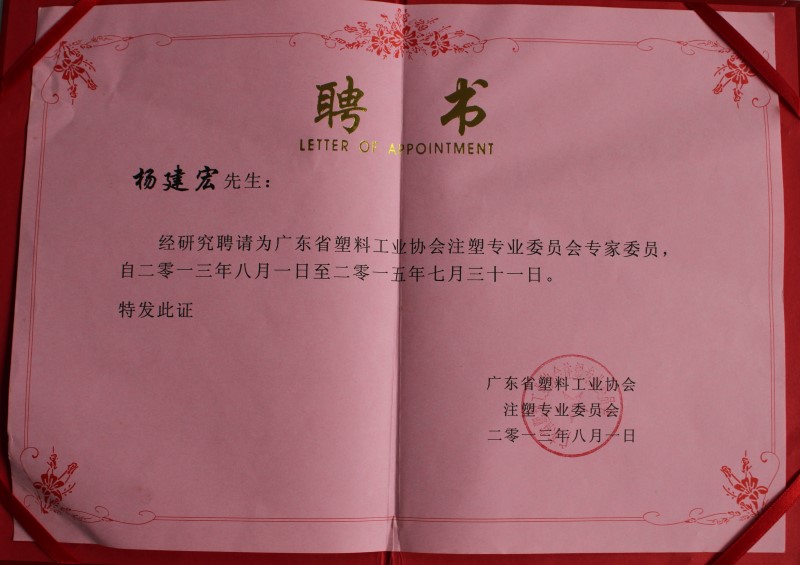 聘 书
LETTER OF APPOINTMENT
杨建宏先生：
经研究聘请为广东省塑料工业协会注塑专业委员会专家委员，
自二零一三年八月一日至二零一五年七月三十一日。
特发此证
广东省塑料工业协会
注塑专业委员会
二零一三年八月一日